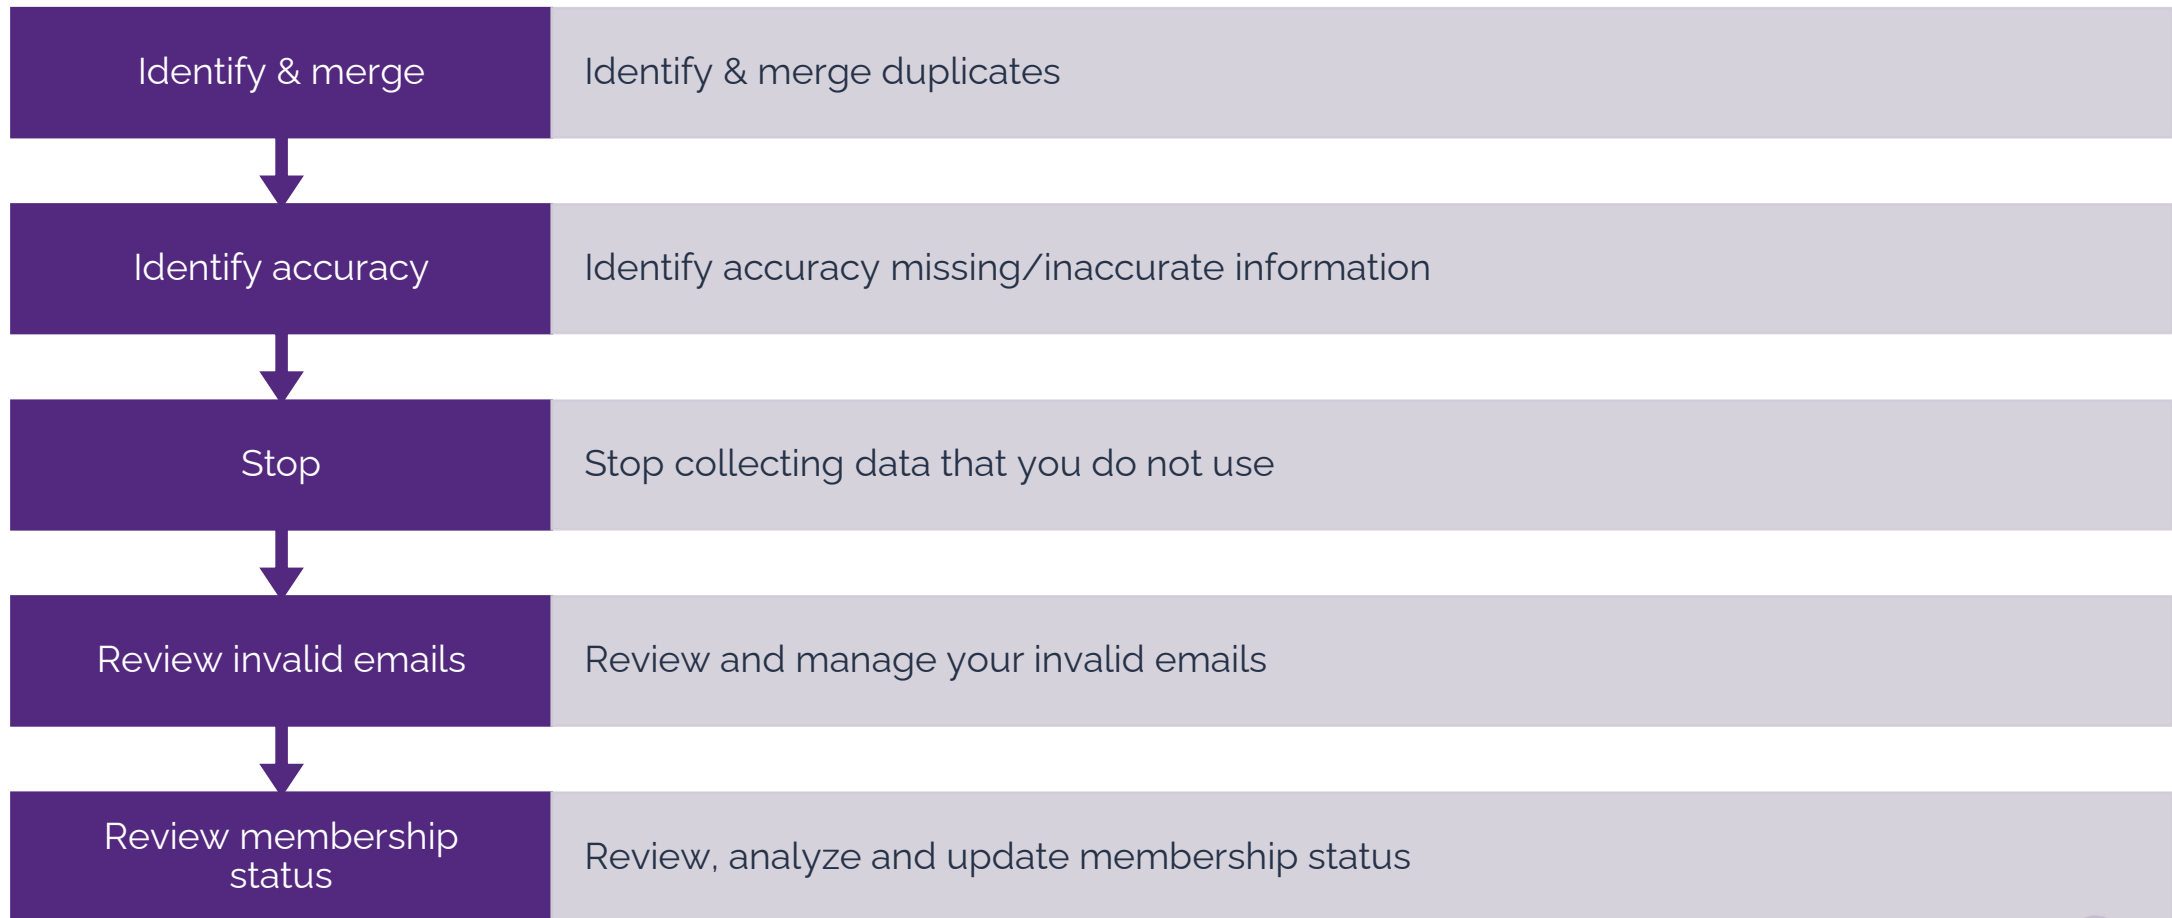 Identify & merge
Identify & merge duplicates
Identify accuracy
Identify accuracy missing/inaccurate information
Stop
Stop collecting data that you do not use
Review invalid emails
Review and manage your invalid emails
Review membership
status
Review, analyze and update membership status